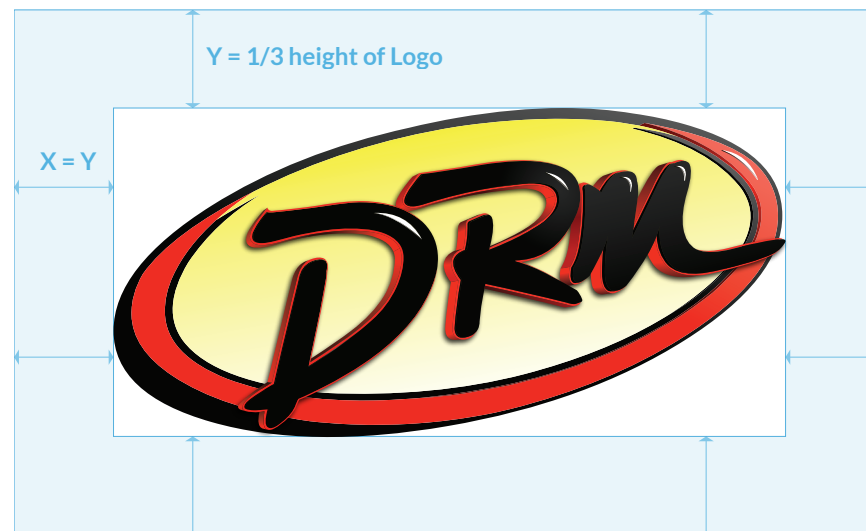 Y = 1/3 height of Logo
X = Y
DRM